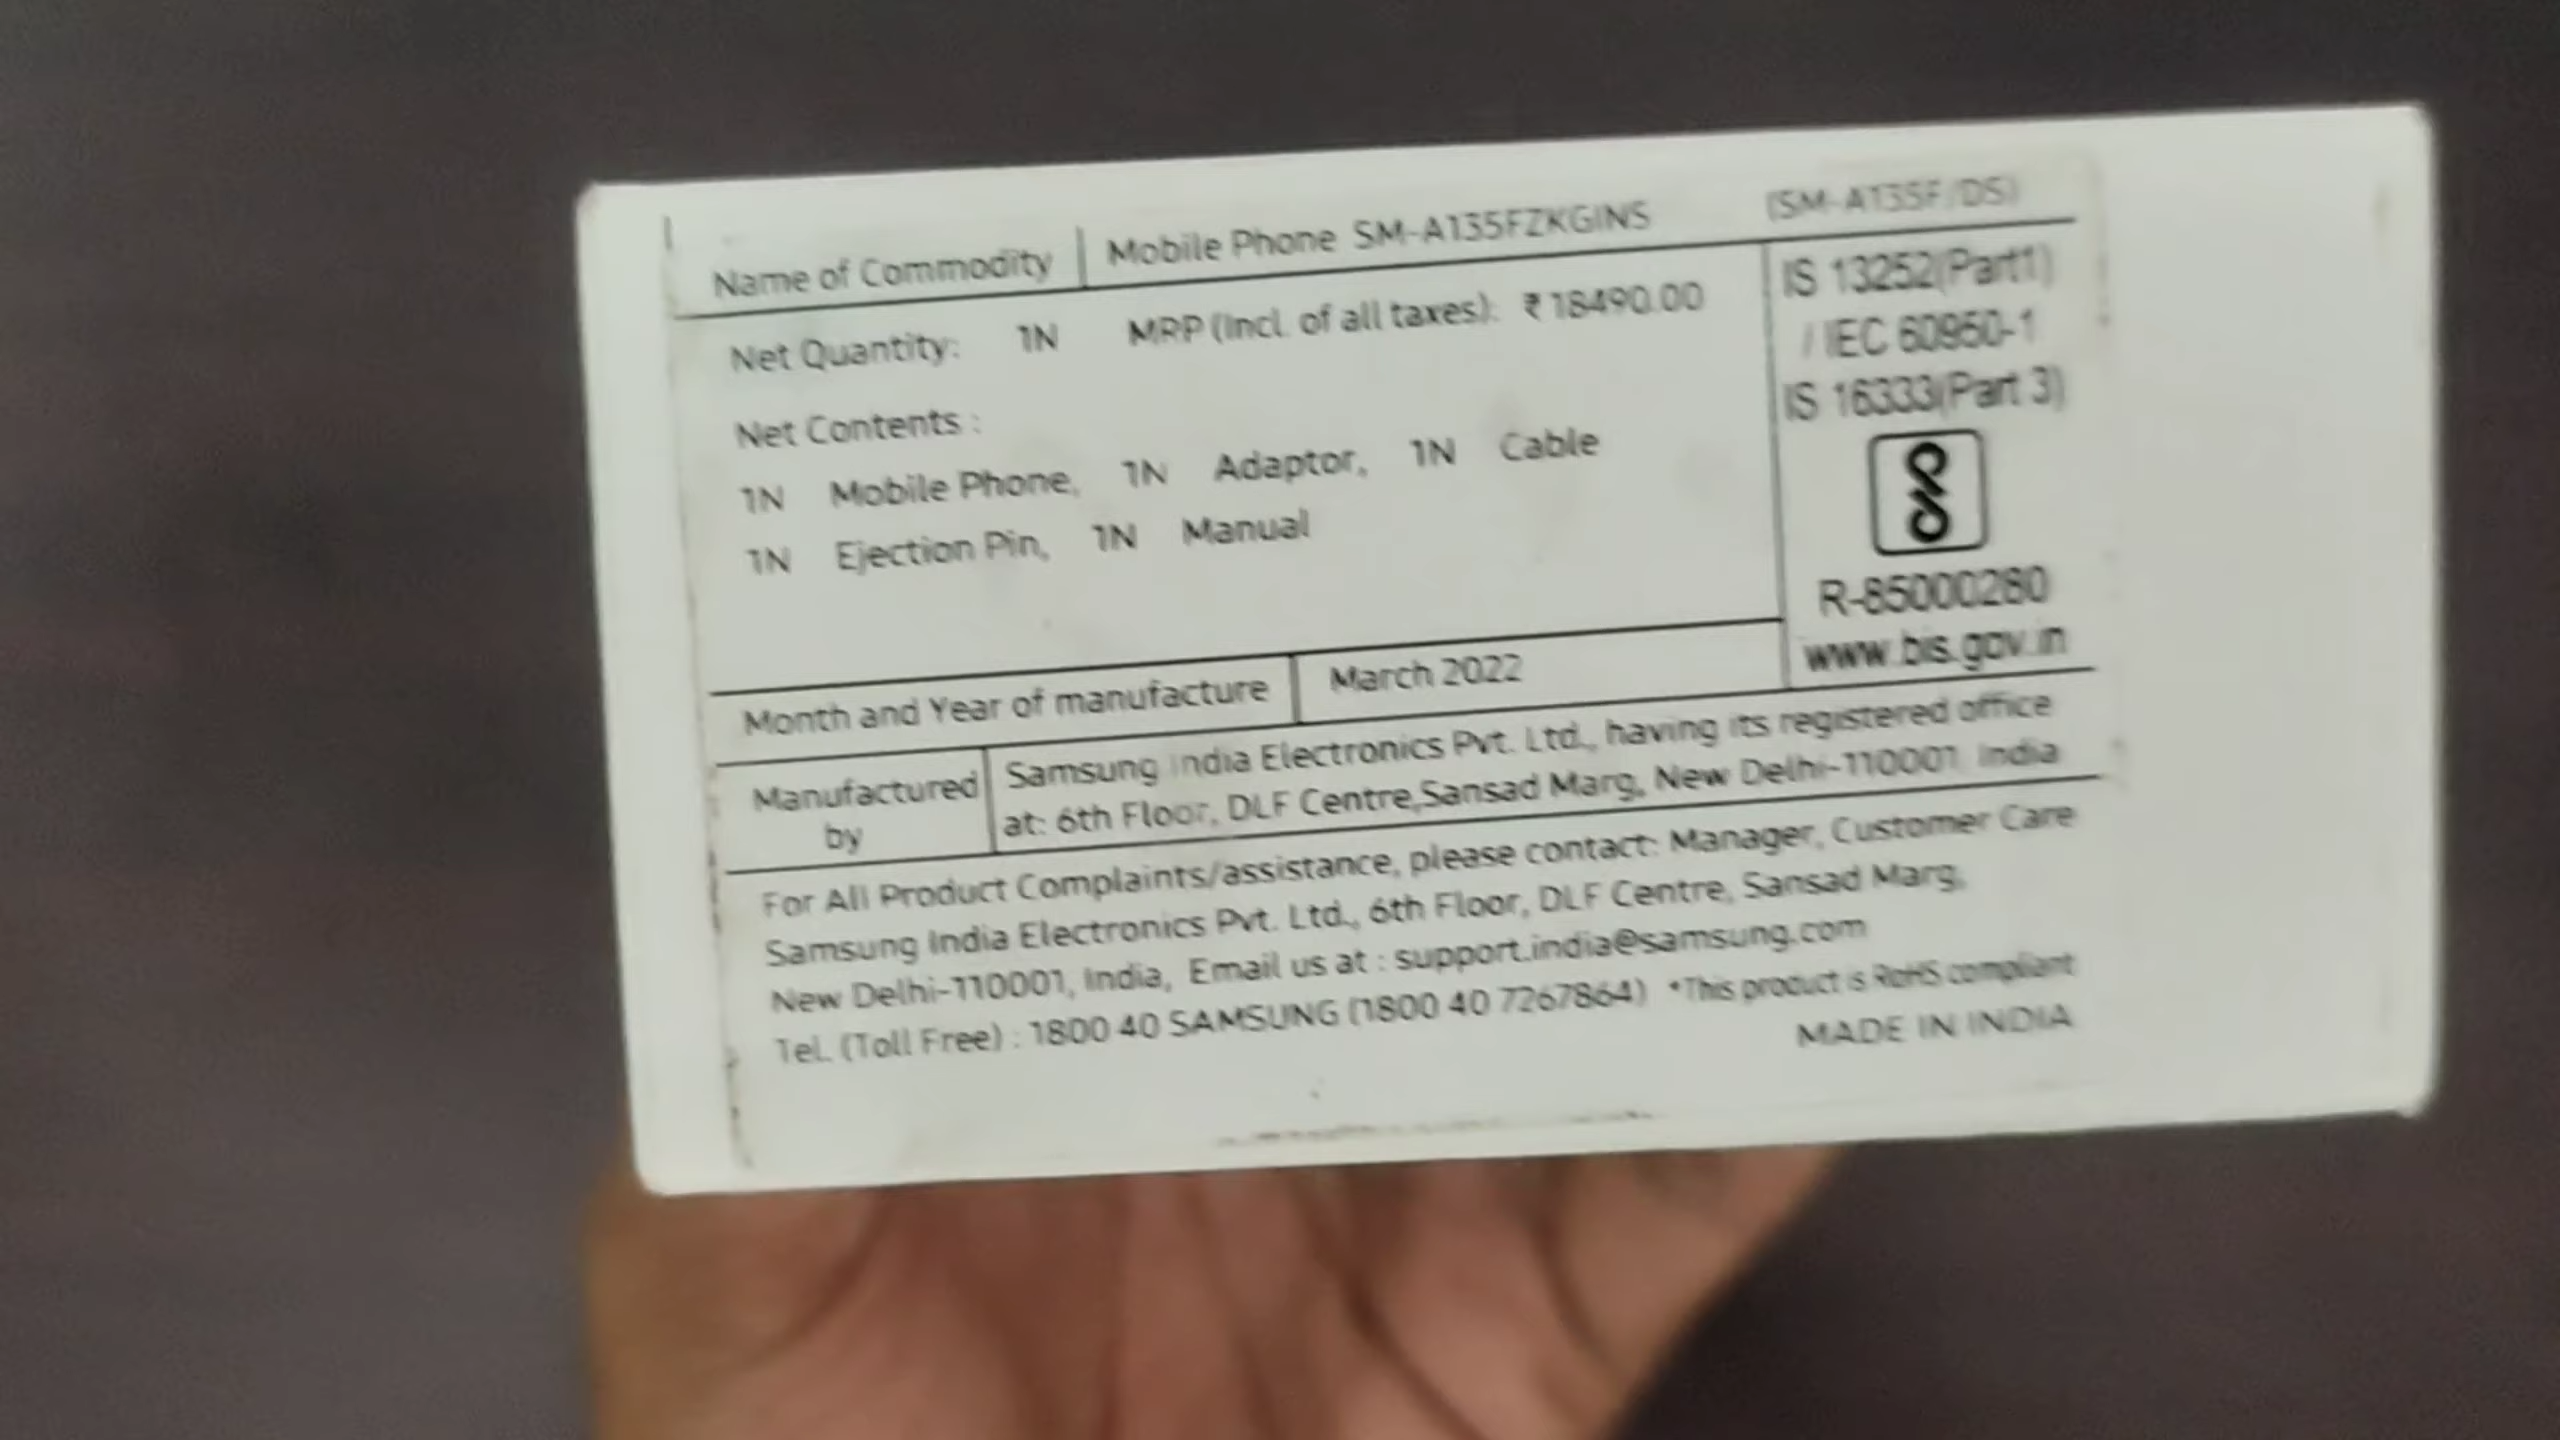 Name of Commodity Mobile Phone SM-A135FZKGINS (SM-A135F/DS)
Net Quantity: 1N MRP (Incl. of all taxes): ₹ 18490.00
Net Contents :
1N Mobile Phone, 1N Adaptor, 1N Cable
1N Ejection Pin, 1N Manual
IS 13252(Part1)
/ IEC 60950-1
IS 16333(Part 3)
R-85000280
www.bis.gov.in
Month and Year of manufacture March 2022
Manufactured by
Samsung India Electronics Pvt. Ltd., having its registered office
at: 6th Floor, DLF Centre,Sansad Marg, New Delhi-110001 India
For All Product Complaints/assistance, please contact: Manager, Customer Care
Samsung India Electronics Pvt. Ltd., 6th Floor, DLF Centre, Sansad Marg,
New Delhi-110001, India, Email us at : support.india@samsung.com
Tel. (Toll Free) : 1800 40 SAMSUNG (1800 40 7267864) *This product is RoHS compliant
MADE IN INDIA